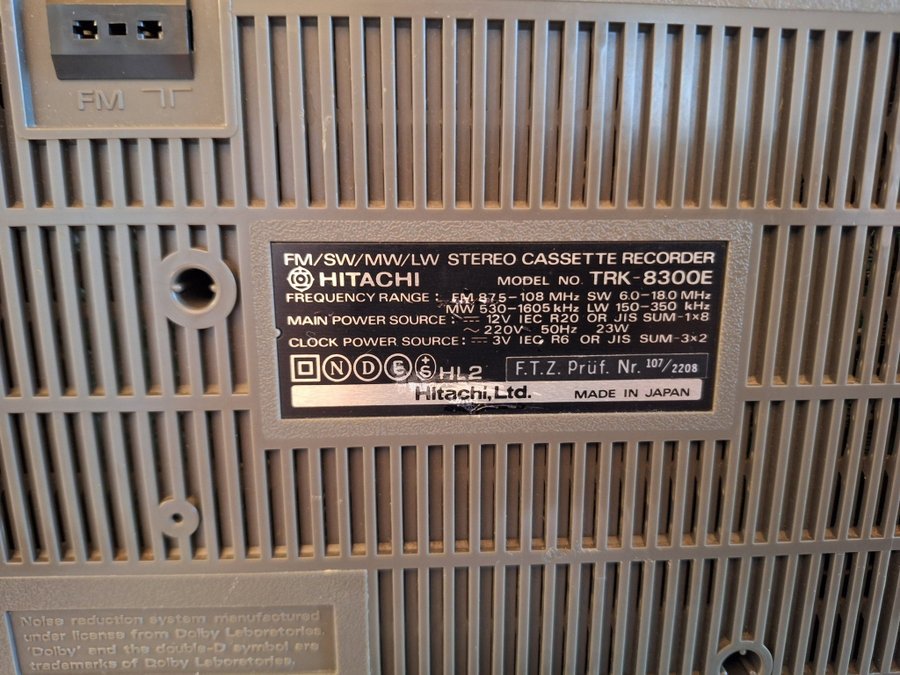 FM
FM/SW/MW/LW STEREO CASSETTE RECORDER
HITACHI MODEL NO. TRK-8300E
FREQUENCY RANGE : FM 87.5-108 MHz SW 6.0-18.0 MHz
MW 530-1605 kHz LW 150-350 kHz
MAIN POWER SOURCE : ⎓ 12V IEC R20 OR JIS SUM-1×8
~ 220V 50Hz 23W
CLOCK POWER SOURCE : ⎓ 3V IEC R6 OR JIS SUM-3×2
N D S S HL2 F.T.Z. Prüf. Nr. 107/2208
Hitachi, Ltd. MADE IN JAPAN
Noise reduction system manufactured
under license from Dolby Laboratories.
'Dolby' and the double-D symbol are
trademarks of Dolby Laboratories.